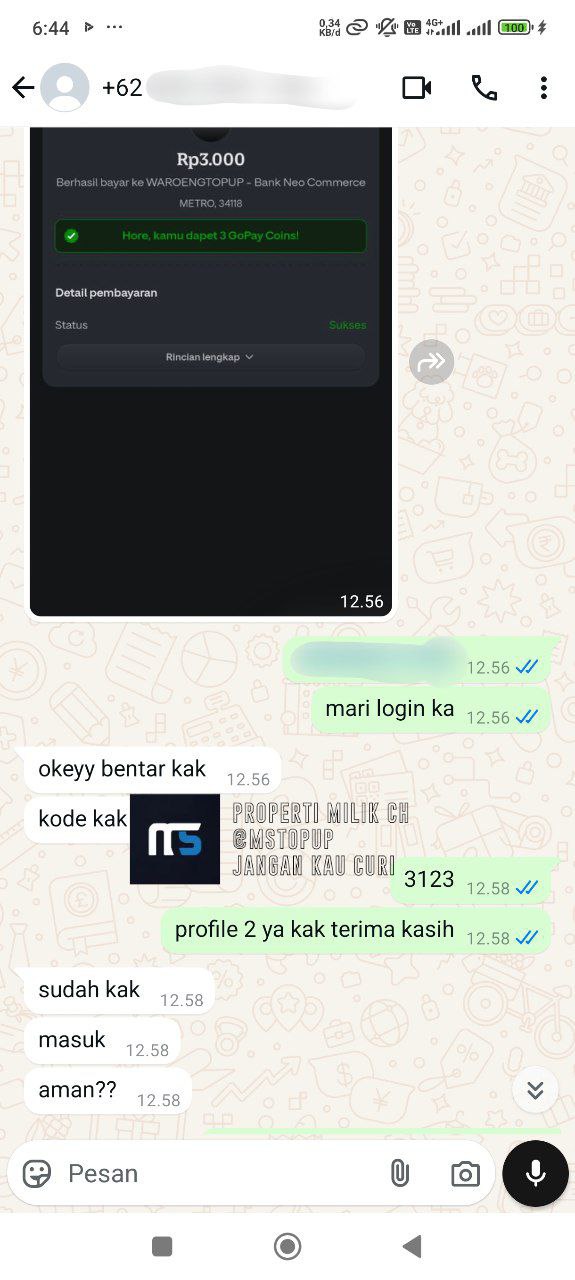 6:44
0,34
KB/d
Vo
LTE
4G+
100
+62
Rp3.000
Berhasil bayar ke WAROENGTOPUP - Bank Neo Commerce
METRO, 34118
Hore, kamu dapet 3 GoPay Coins!
Detail pembayaran
Status Sukses
Rincian lengkap
12.56
12.56
mari login ka 12.56
okeyy bentar kak 12.56
kode kak
MS
PROPERTI MILIK CH
@MSTOPUP
JANGAN KAU CURI
3123 12.58
profile 2 ya kak terima kasih 12.58
sudah kak 12.58
masuk 12.58
aman?? 12.58
Pesan